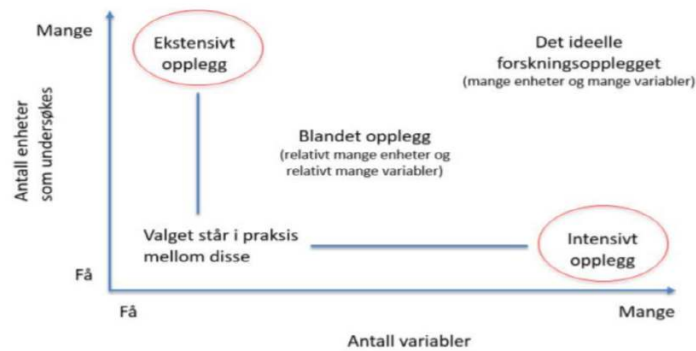 Mange
Ekstensivt
opplegg
Det ideelle
forskningsopplegget
(mange enheter og mange variabler)
Antall enheter
som undersøkes
Blandet opplegg
(relativt mange enheter og
relativt mange variabler)
Valget står i praksis
mellom disse
Intensivt
opplegg
Få
Få
Mange
Antall variabler